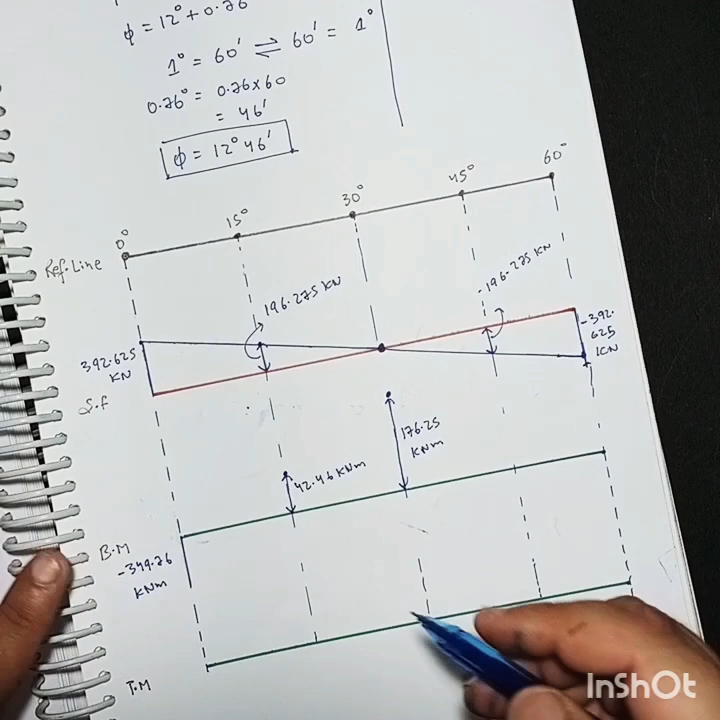 φ = 12° + 0.76
1° = 60' ⇌ 60' = 1°
0.76° = 0.76×60
= 46'
φ = 12° 46'
0° 15° 30° 45° 60°
Ref. Line
196.275 KN
-196.275 KN
392.625
KN
-392.
625
KN
S.f
176.25
KNm
42.46 KNm
B.M
-349.76
KNm
T.M
InShOt